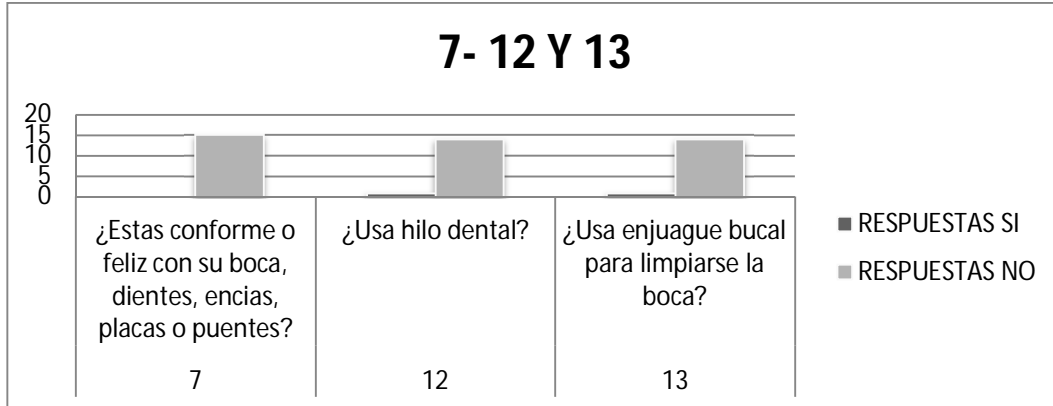 7- 12 Y 13
20
15
10
5
0
¿Estas conforme o
feliz con su boca,
dientes, encias,
placas o puentes?
¿Usa hilo dental?
¿Usa enjuague bucal
para limpiarse la
boca?
7
12
13
RESPUESTAS SI
RESPUESTAS NO